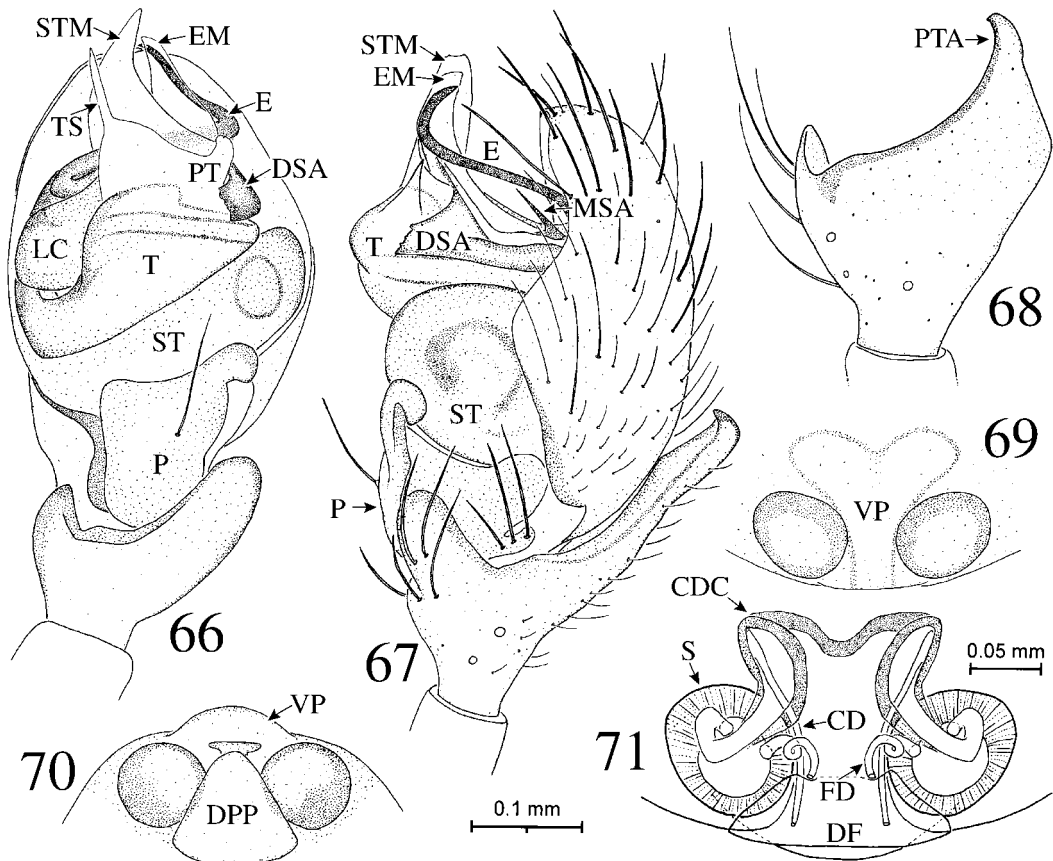 STM
EM
TS
E
PT
DSA
LC
T
ST
P
66
STM
EM
E
MSA
T
DSA
ST
P
67
PTA
68
69
VP
VP
70
DPP
0.1 mm
CDC
S
0.05 mm
CD
71
FD
DF